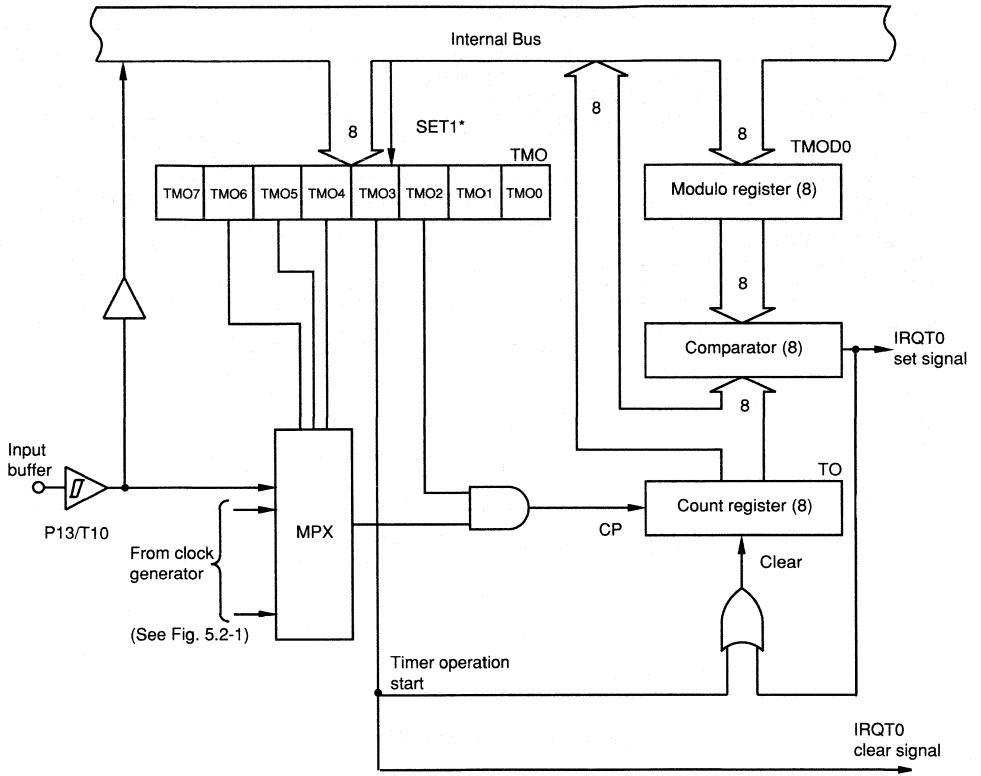 Internal Bus
8
SET1*
8
8
TMO
TMOD0
TMO7 TMO6 TMO5 TMO4 TMO3 TMO2 TMO1 TMO0
Modulo register (8)
8
Comparator (8)
IRQT0
set signal
8
Input
buffer
P13/T10
TO
Count register (8)
CP
MPX
From clock
generator
(See Fig. 5.2-1)
Clear
Timer operation
start
IRQT0
clear signal